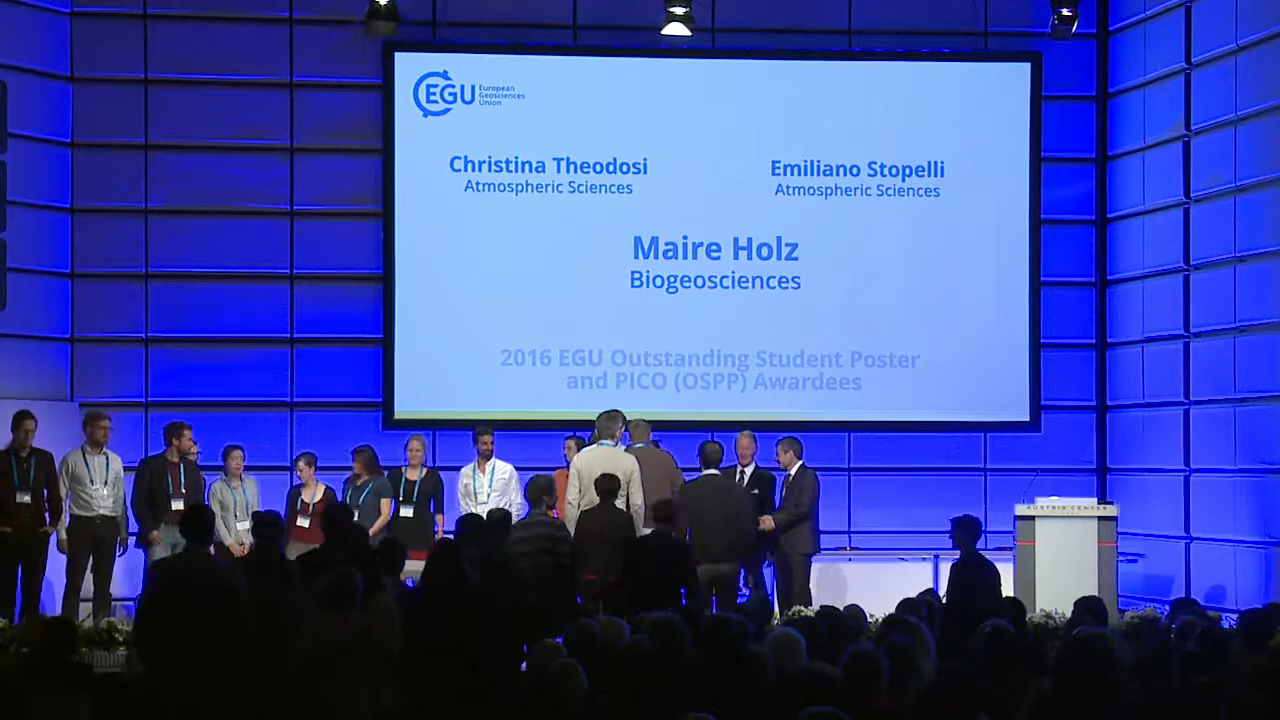 EGU
European
Geosciences
Union
Christina Theodosi
Atmospheric Sciences
Emiliano Stopelli
Atmospheric Sciences
Maire Holz
Biogeosciences
2016 EGU Outstanding Student Poster
and PICO (OSPP) Awardees
AUSTRIA CENTER